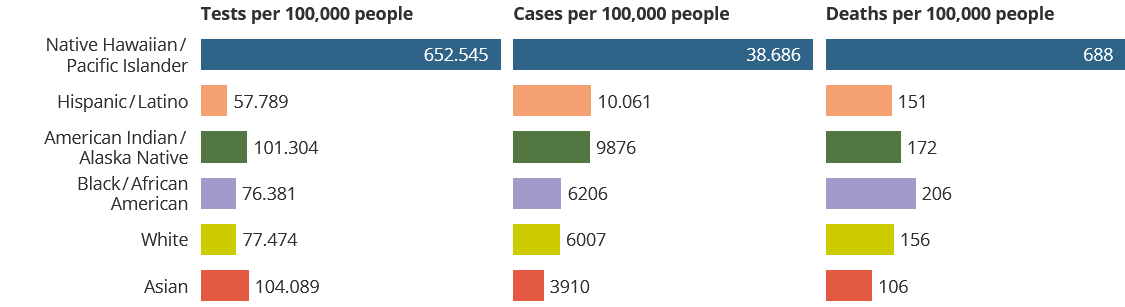 Tests per 100,000 people Cases per 100,000 people Deaths per 100,000 people
Native Hawaiian/
Pacific Islander 652.545 38.686 688
Hispanic/Latino 57.789 10.061 151
American Indian/
Alaska Native 101.304 9876 172
Black/African
American 76.381 6206 206
White 77.474 6007 156
Asian 104.089 3910 106